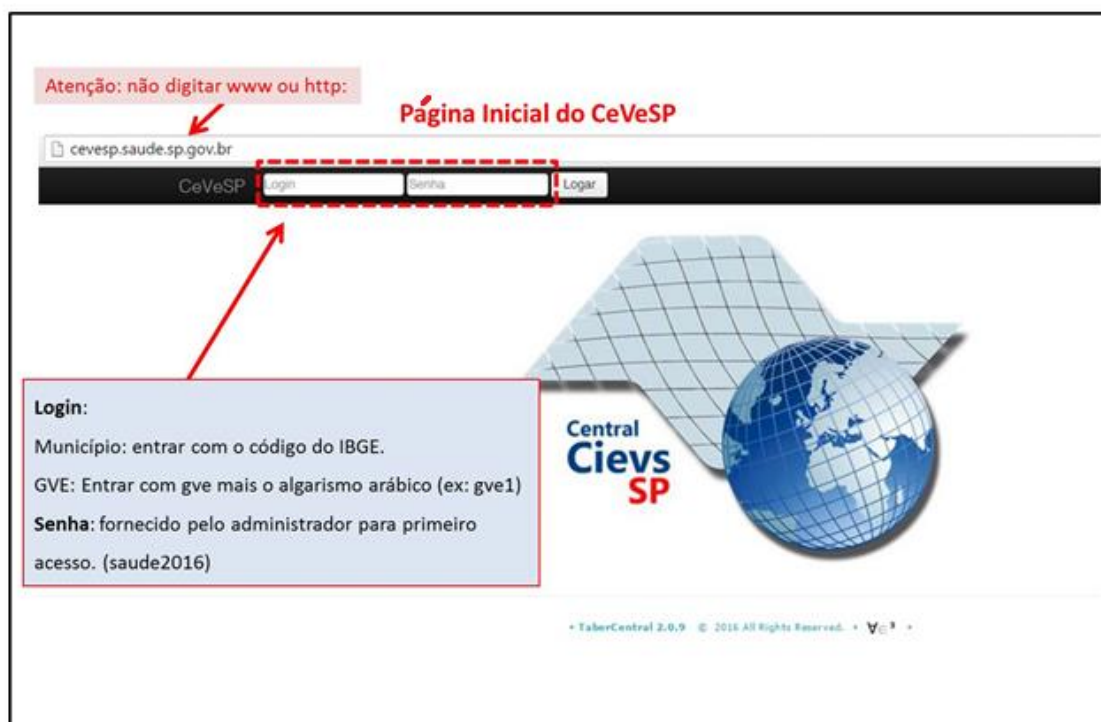 Atenção: não digitar www ou http:
Página Inicial do CeVeSP
cevesp.saude.sp.gov.br
CeVeSP Login Senha Logar
Login:
Município: entrar com o código do IBGE.
GVE: Entrar com gve mais o algarismo arábico (ex: gve1)
Senha: fornecido pelo administrador para primeiro
acesso. (saude2016)
Central
Cievs
SP
• TaberCentral 2.0.9 © 2016 All Rights Reserved. • ∀∈³ •